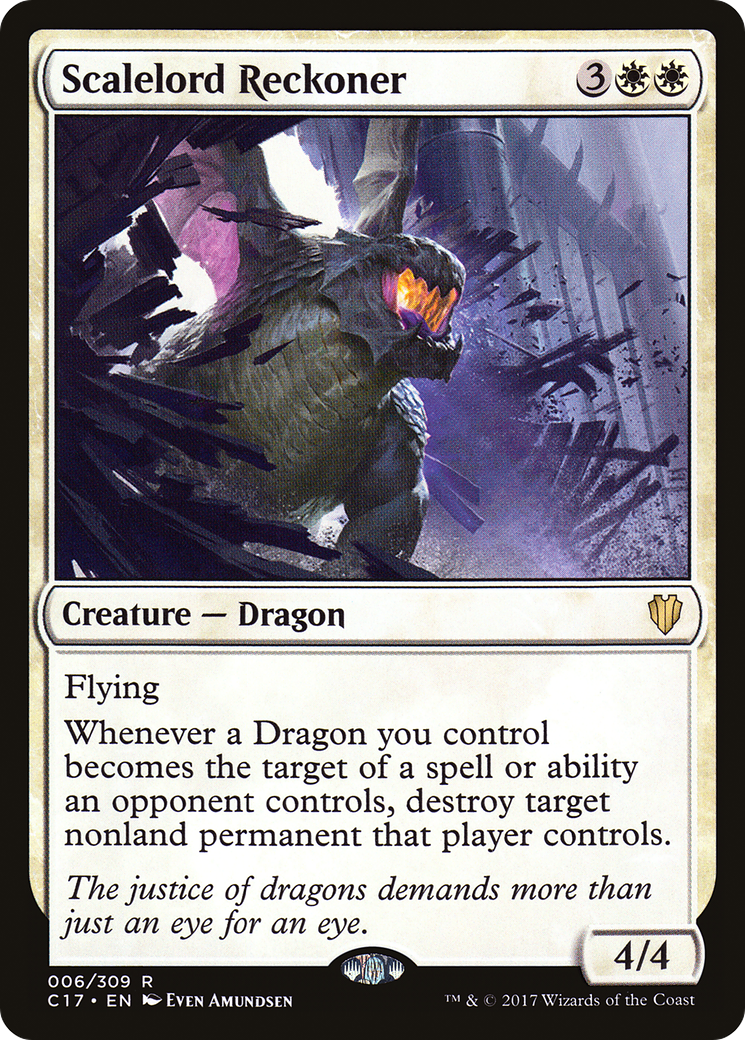 Scalelord Reckoner 3
Creature — Dragon
Flying
Whenever a Dragon you control
becomes the target of a spell or ability
an opponent controls, destroy target
nonland permanent that player controls.
The justice of dragons demands more than
just an eye for an eye.
4/4
006/309 R
C17 • EN Even Amundsen
™ & © 2017 Wizards of the Coast